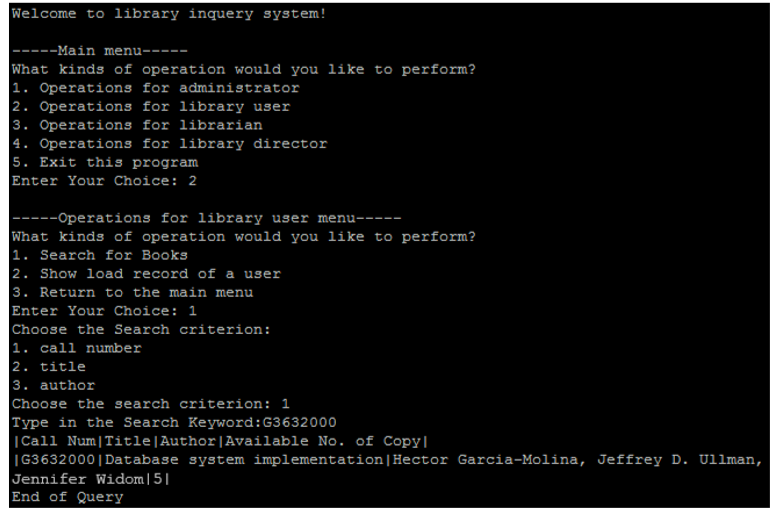 Welcome to library inquery system!
-----Main menu-----
What kinds of operation would you like to perform?
1. Operations for administrator
2. Operations for library user
3. Operations for librarian
4. Operations for library director
5. Exit this program
Enter Your Choice: 2
-----Operations for library user menu-----
What kinds of operation would you like to perform?
1. Search for Books
2. Show load record of a user
3. Return to the main menu
Enter Your Choice: 1
Choose the Search criterion:
1. call number
2. title
3. author
Choose the search criterion: 1
Type in the Search Keyword:G3632000
|Call Num|Title|Author|Available No. of Copy|
|G3632000|Database system implementation|Hector Garcia-Molina, Jeffrey D. Ullman,
Jennifer Widom|5|
End of Query